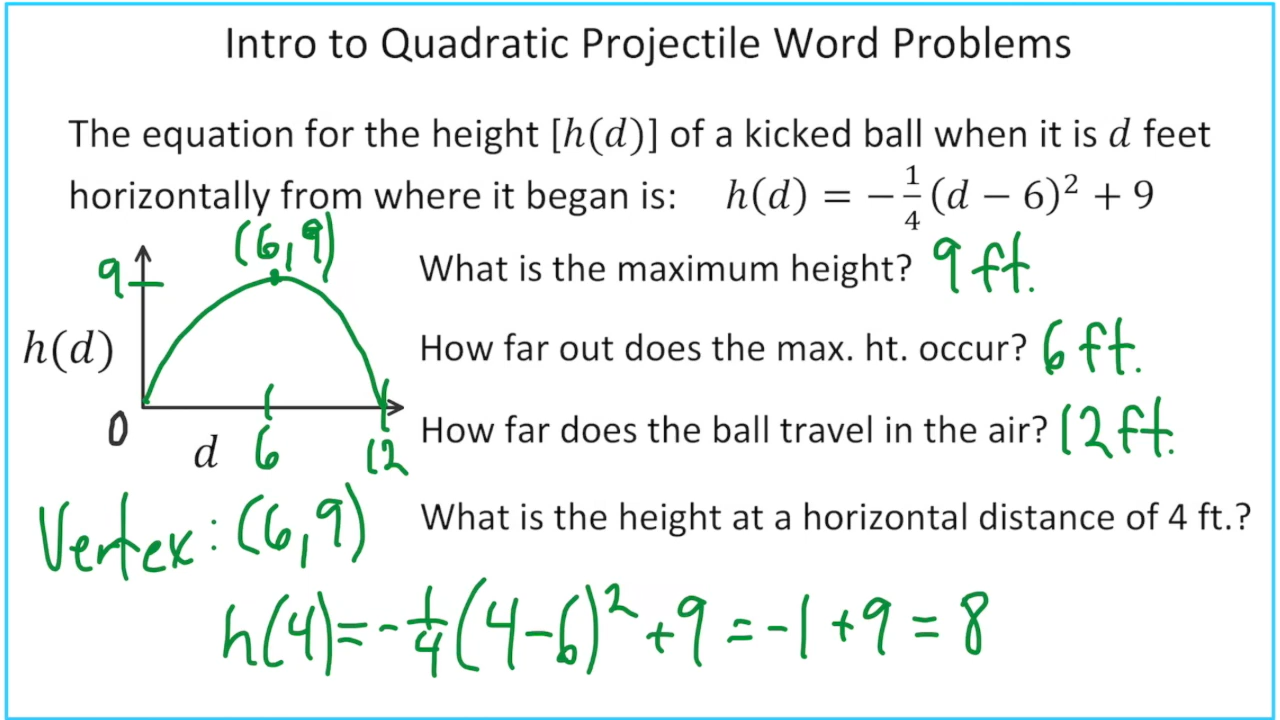 Intro to Quadratic Projectile Word Problems
The equation for the height [h(d)] of a kicked ball when it is d feet
horizontally from where it began is: h(d) = −1/4(d − 6)² + 9
(6,9)
9
h(d)
0
d
6
12
What is the maximum height? 9 ft.
How far out does the max. ht. occur? 6 ft.
How far does the ball travel in the air? 12 ft.
Vertex: (6,9)
What is the height at a horizontal distance of 4 ft.?
h(4)=-1/4(4-6)²+9=-1+9=8